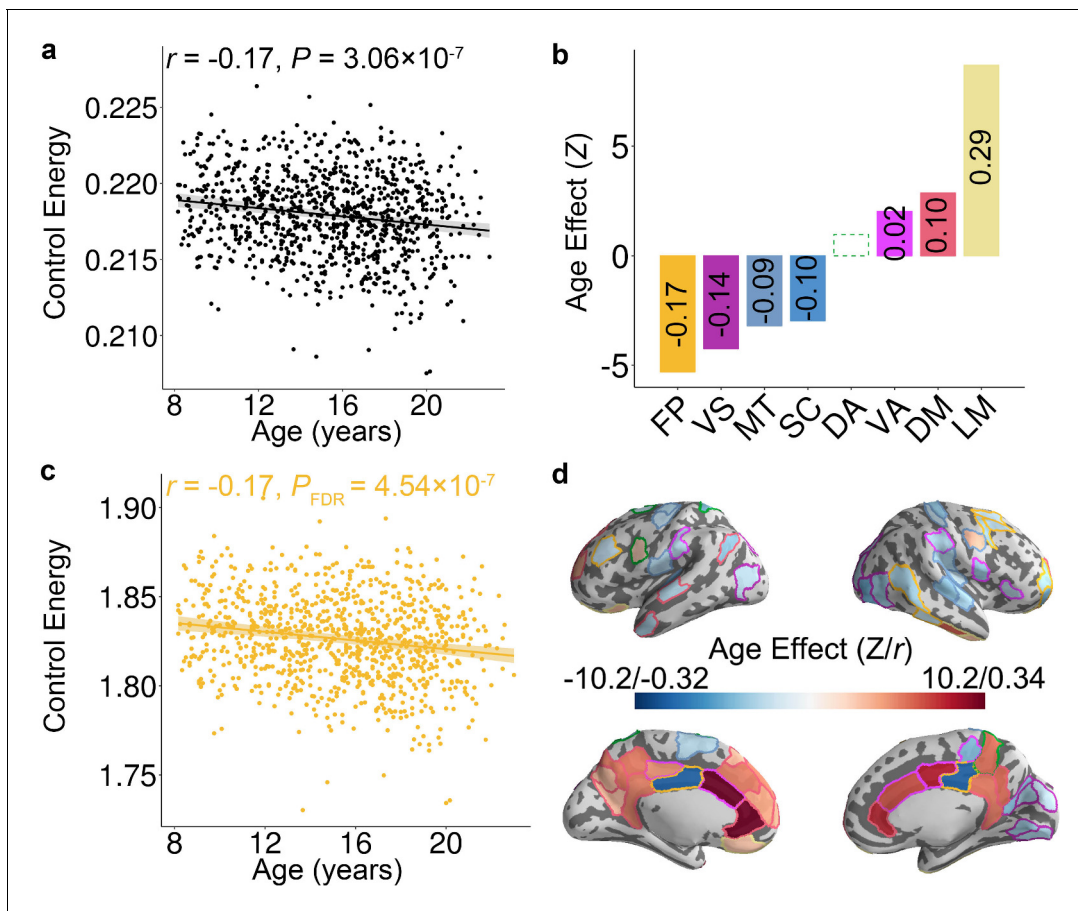 a
r = -0.17, P = 3.06×10⁻⁷
Control Energy
0.225
0.220
0.215
0.210
8 12 16 20
Age (years)
b
Age Effect (Z)
5
0
-5
-0.17
-0.14
-0.09
-0.10
0.02
0.10
0.29
FP VS MT SC DA VA DM LM
c
r = -0.17, P_FDR = 4.54×10⁻⁷
Control Energy
1.90
1.85
1.80
1.75
8 12 16 20
Age (years)
d
Age Effect (Z/r)
-10.2/-0.32 10.2/0.34